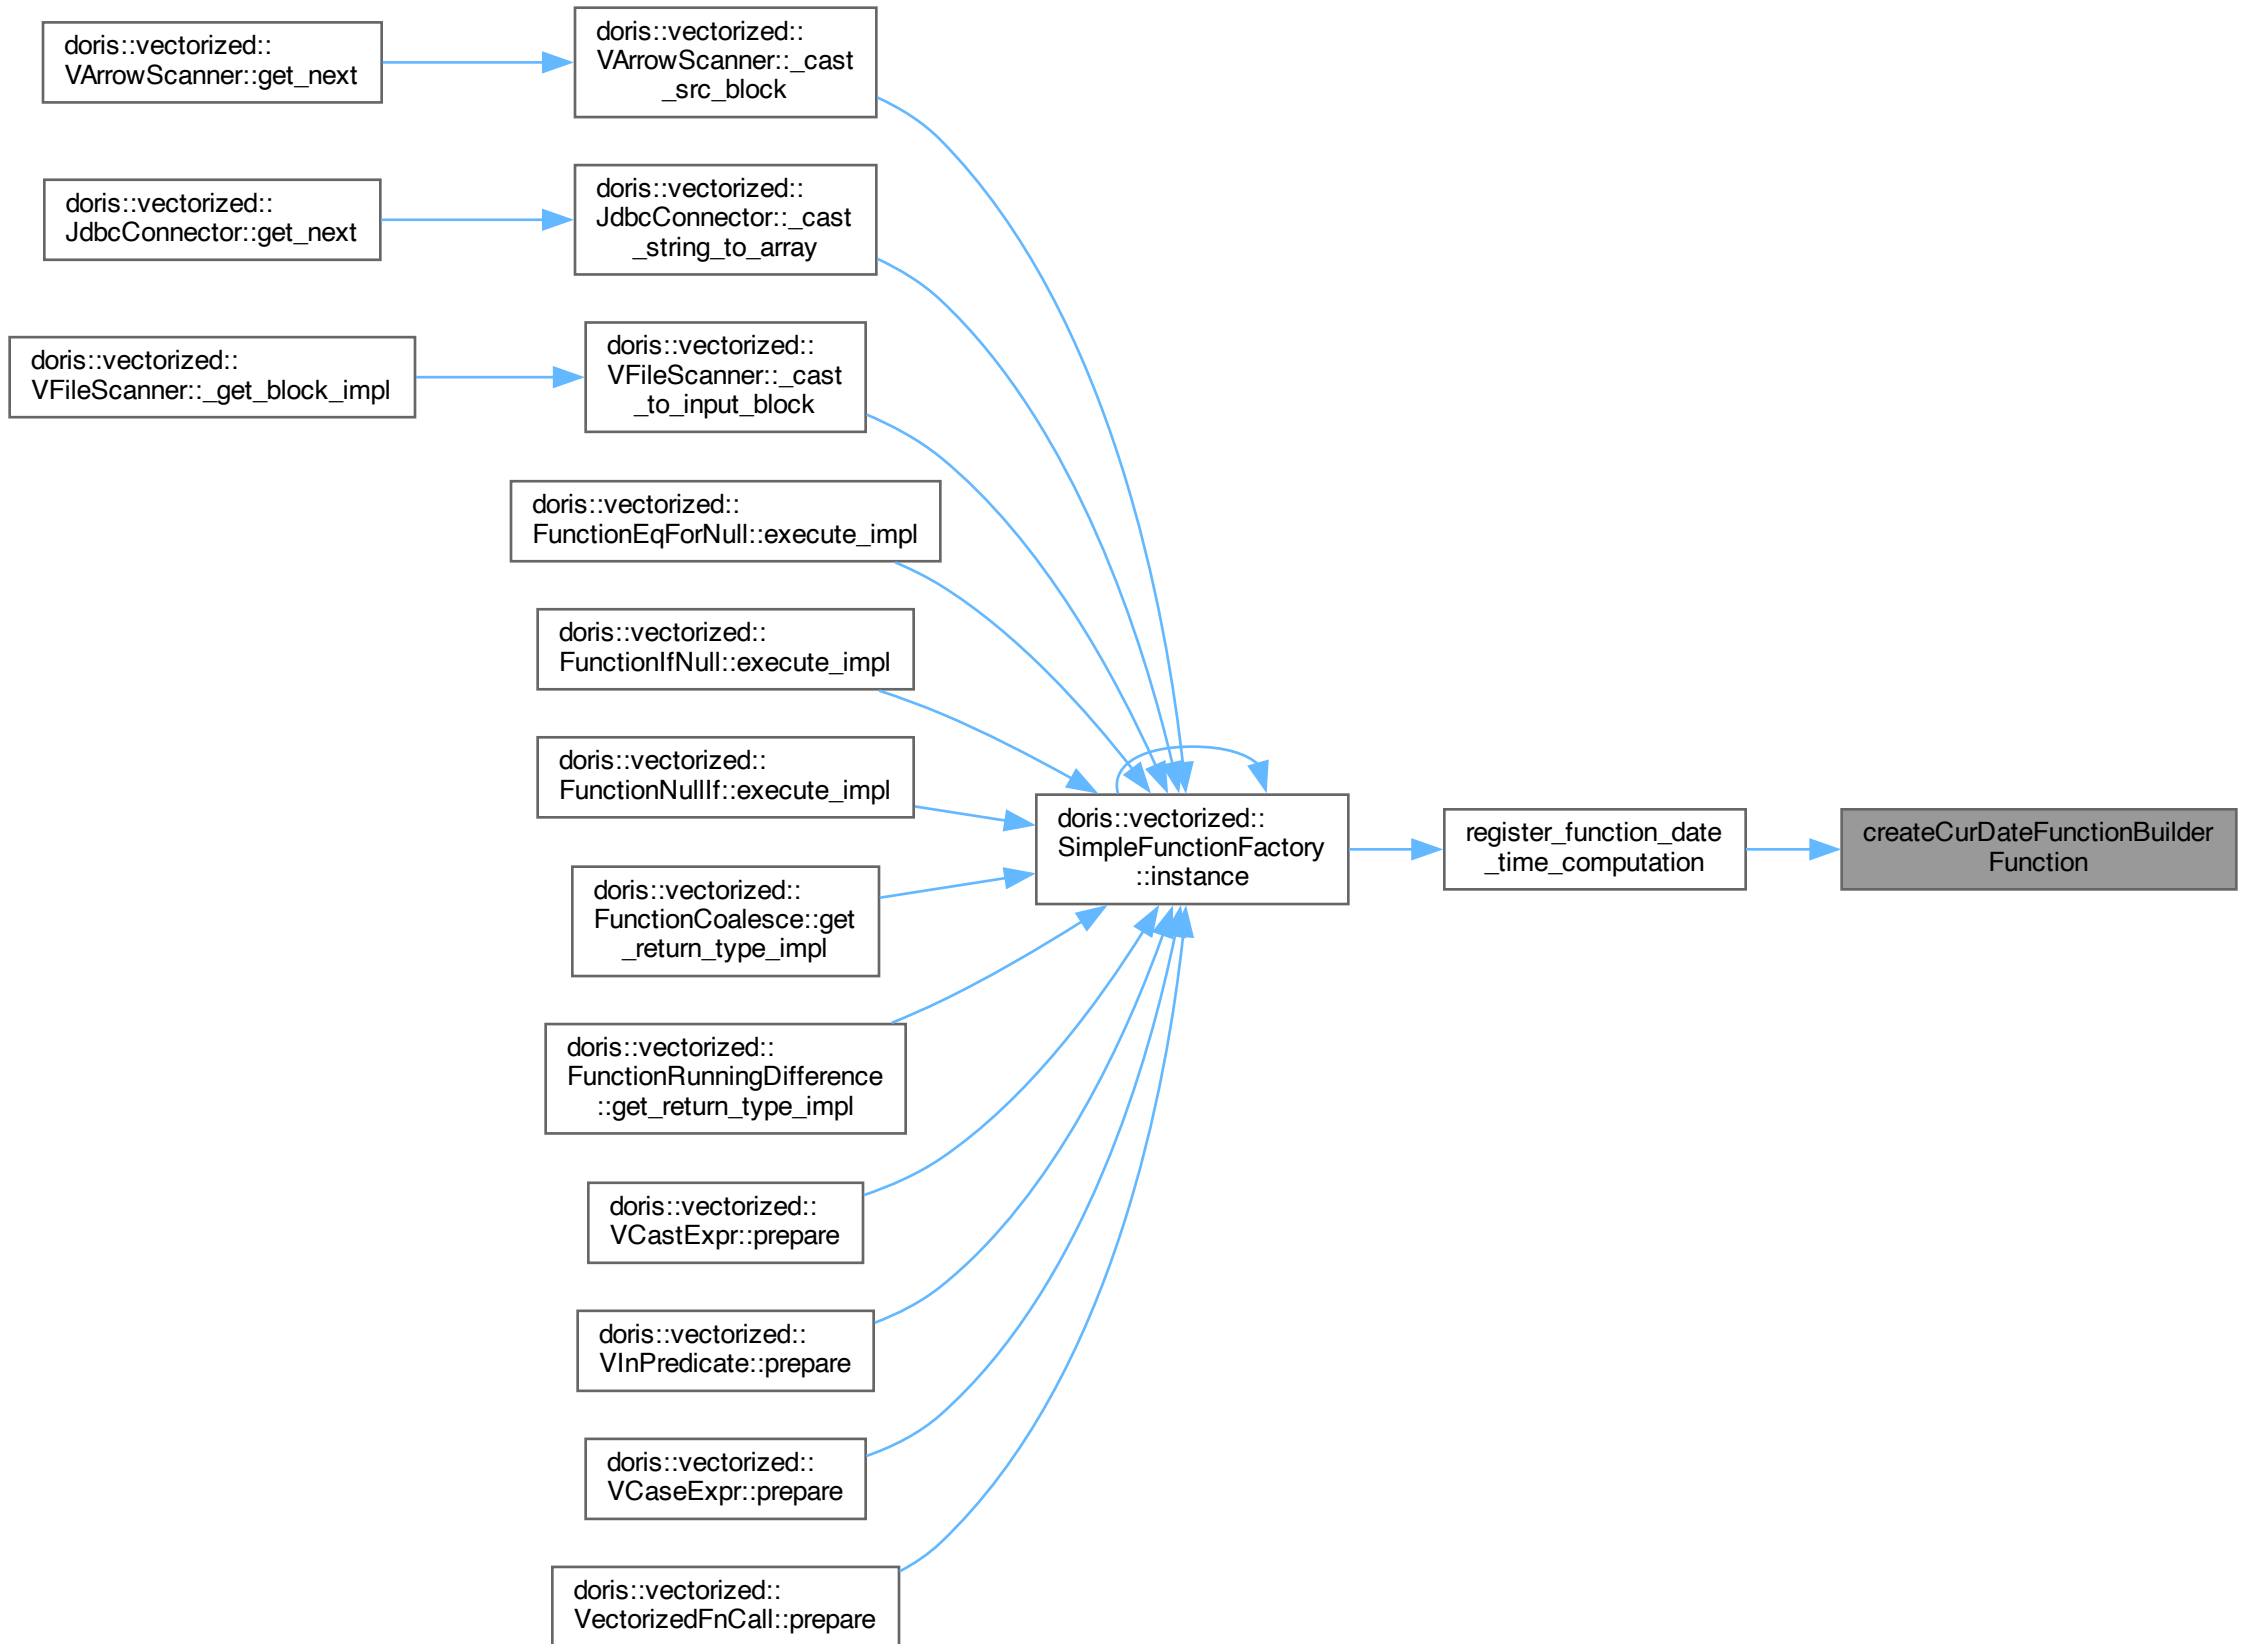 doris::vectorized::
VArrowScanner::get_next
doris::vectorized::
VArrowScanner::_cast
_src_block
doris::vectorized::
JdbcConnector::get_next
doris::vectorized::
JdbcConnector::_cast
_string_to_array
doris::vectorized::
VFileScanner::_get_block_impl
doris::vectorized::
VFileScanner::_cast
_to_input_block
doris::vectorized::
FunctionEqForNull::execute_impl
doris::vectorized::
FunctionIfNull::execute_impl
doris::vectorized::
FunctionNullIf::execute_impl
doris::vectorized::
FunctionCoalesce::get
_return_type_impl
doris::vectorized::
FunctionRunningDifference
::get_return_type_impl
doris::vectorized::
VCastExpr::prepare
doris::vectorized::
VInPredicate::prepare
doris::vectorized::
VCaseExpr::prepare
doris::vectorized::
VectorizedFnCall::prepare
doris::vectorized::
SimpleFunctionFactory
::instance
register_function_date
_time_computation
createCurDateFunctionBuilder
Function